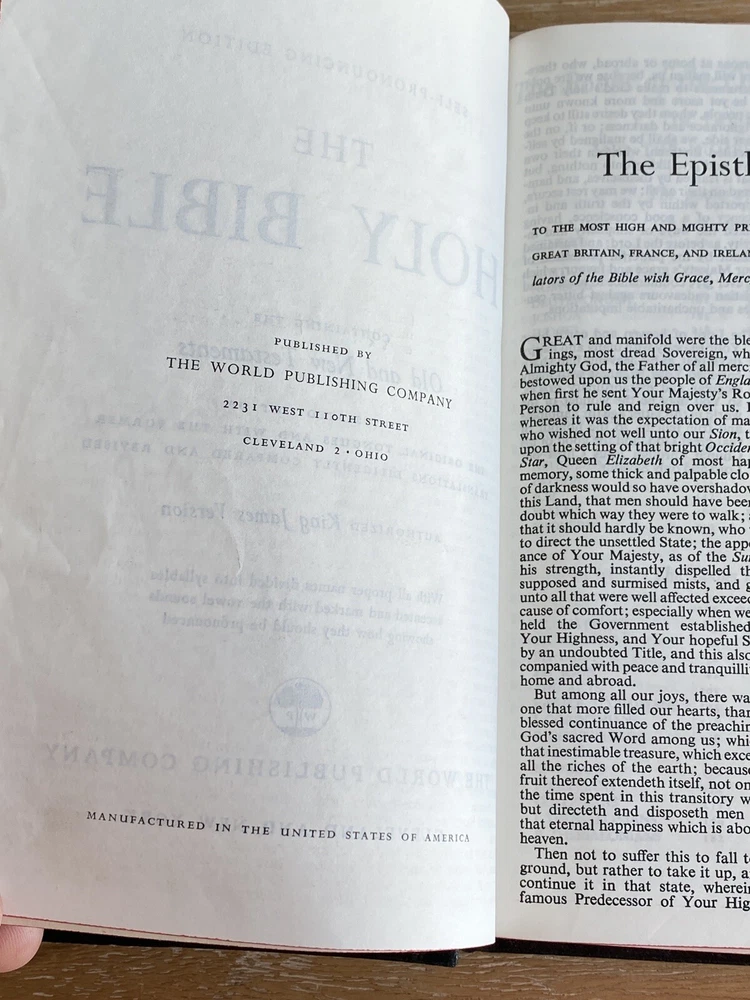 PUBLISHED BY
THE WORLD PUBLISHING COMPANY
2231 WEST 110TH STREET
CLEVELAND 2 · OHIO
MANUFACTURED IN THE UNITED STATES OF AMERICA
The Epistl
TO THE MOST HIGH AND MIGHTY PR
GREAT BRITAIN, FRANCE, AND IRELAN
lators of the Bible wish Grace, Merc
GREAT and manifold were the ble
ings, most dread Sovereign, wh
Almighty God, the Father of all merci
bestowed upon us the people of Engla
when first he sent Your Majesty's Ro
Person to rule and reign over us. 
whereas it was the expectation of ma
who wished not well unto our Sion, t
upon the setting of that bright Occiden
Star, Queen Elizabeth of most hap
memory, some thick and palpable clo
of darkness would so have overshadov
this Land, that men should have been
doubt which way they were to walk; a
that it should hardly be known, who
to direct the unsettled State; the appe
ance of Your Majesty, as of the Su
his strength, instantly dispelled th
supposed and surmised mists, and g
unto all that were well affected exceed
cause of comfort; especially when we
held the Government established
Your Highness, and Your hopeful S
by an undoubted Title, and this also
companied with peace and tranquilli
home and abroad.
But among all our joys, there wa
one that more filled our hearts, than
blessed continuance of the preachin
God's sacred Word among us; whic
that inestimable treasure, which exce
all the riches of the earth; because
fruit thereof extendeth itself, not on
the time spent in this transitory w
but directeth and disposeth men
that eternal happiness which is abo
heaven.
Then not to suffer this to fall to
ground, but rather to take it up, a
continue it in that state, wherein
famous Predecessor of Your Hig